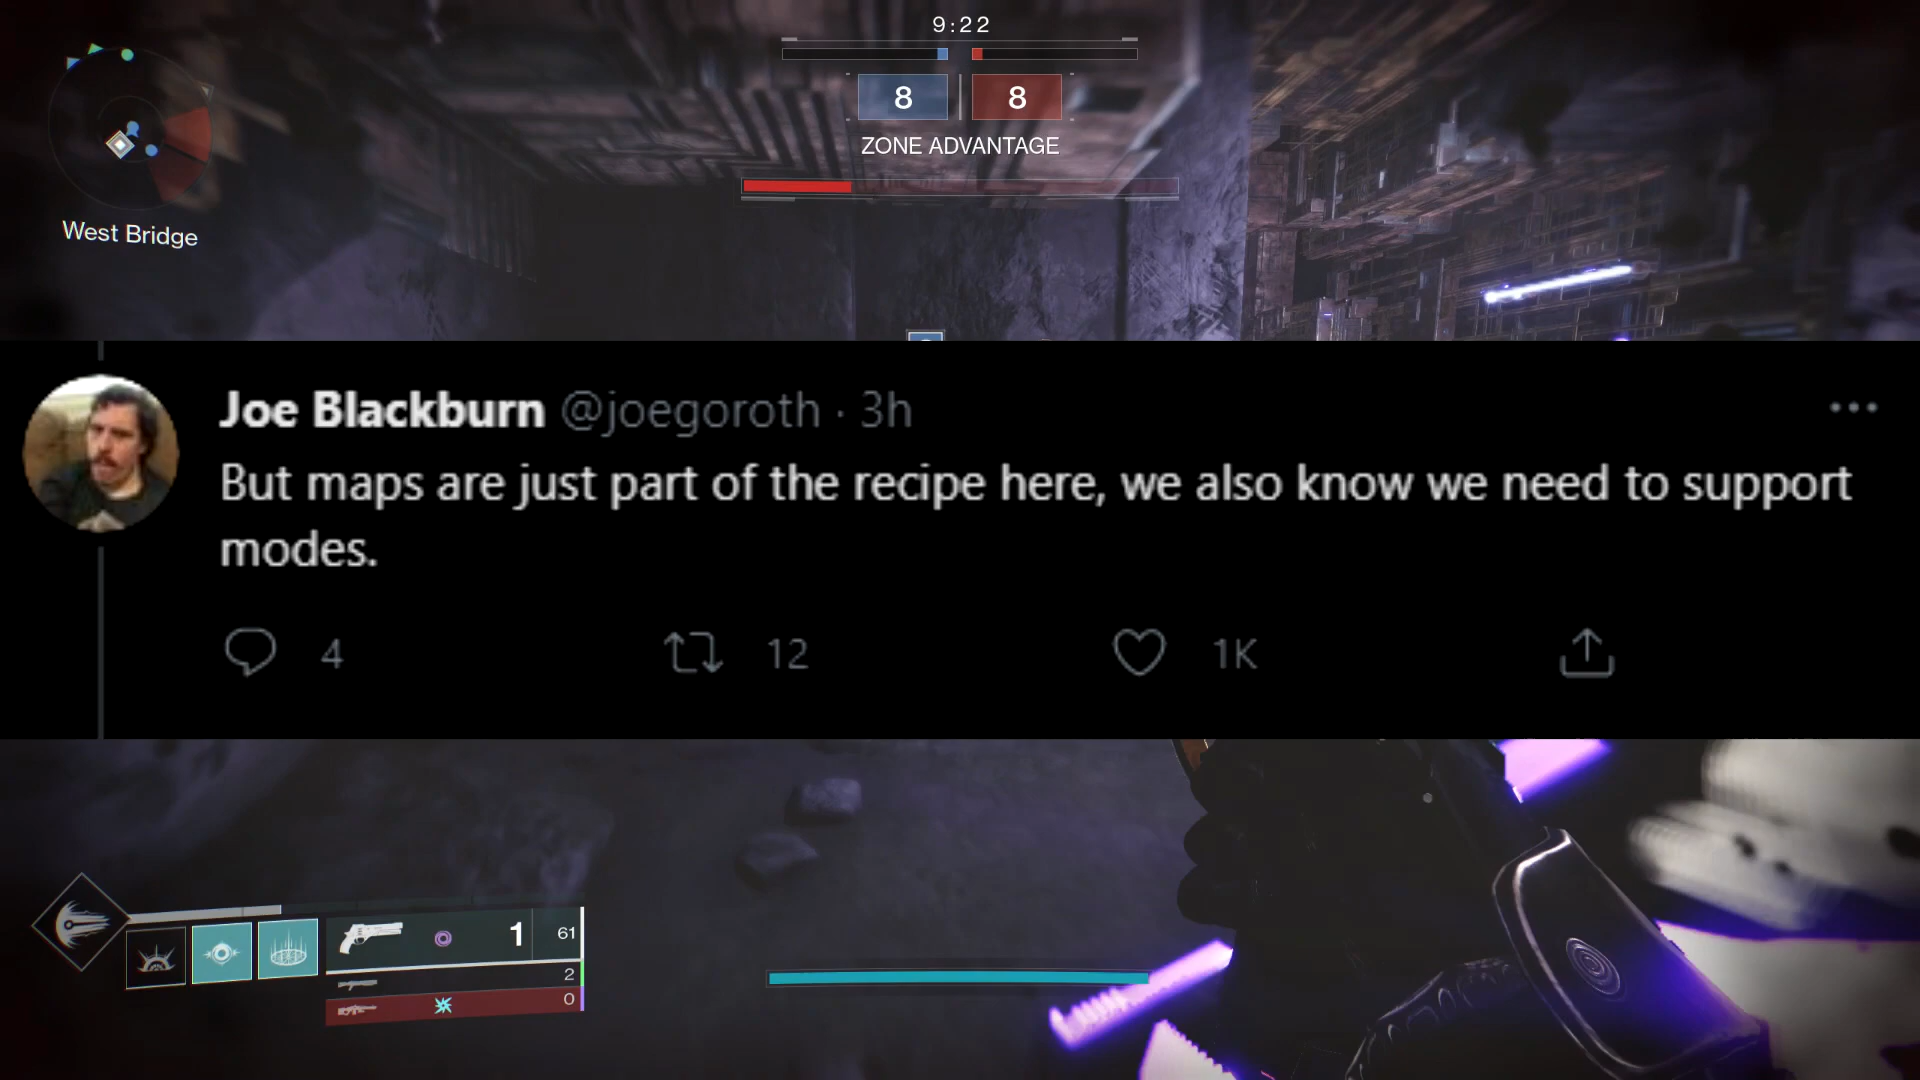 9:22
8 8
ZONE ADVANTAGE
West Bridge
Joe Blackburn @joegoroth · 3h
But maps are just part of the recipe here, we also know we need to support
modes.
4 12 1K
1 61
2
0